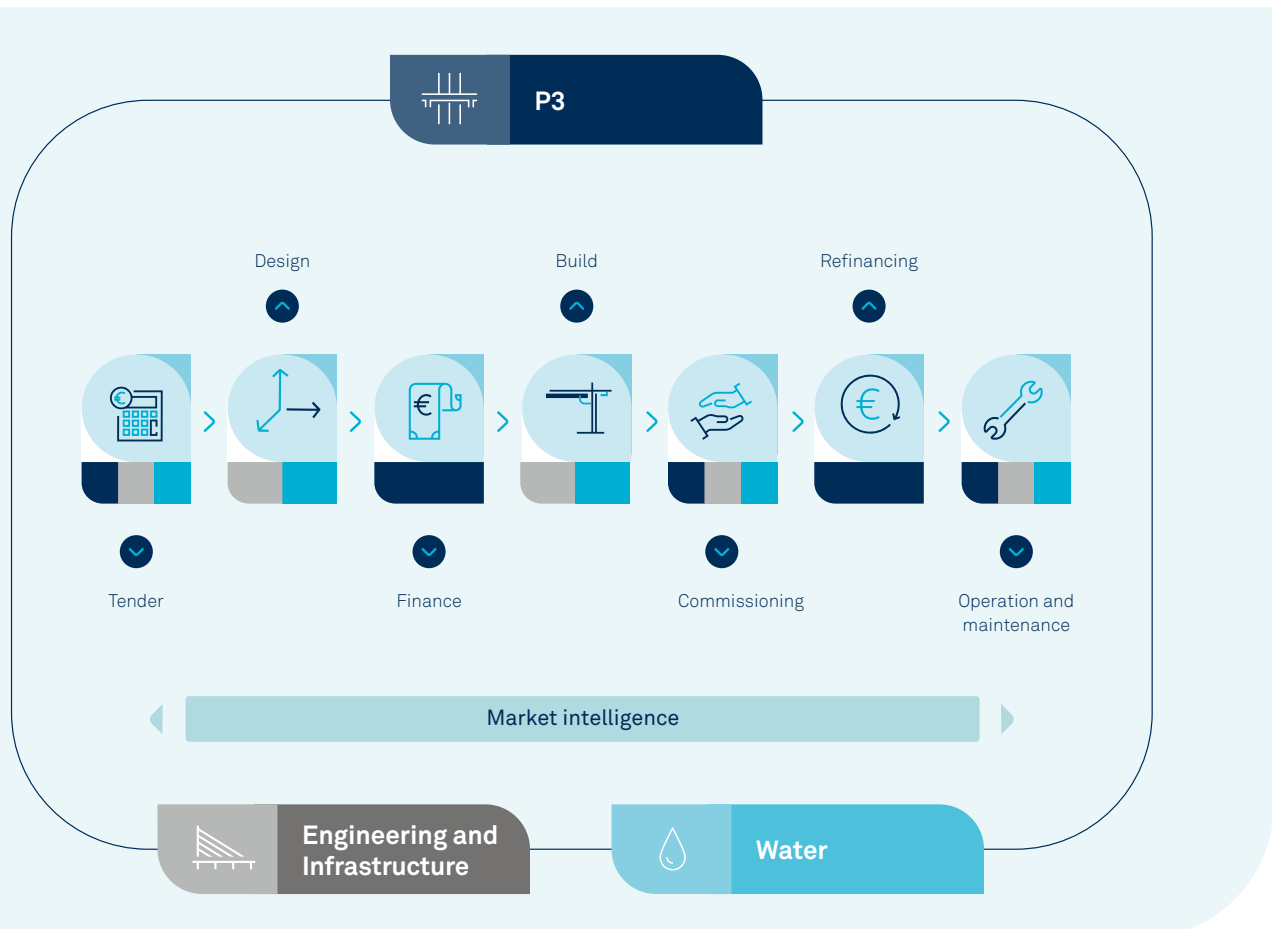 P3
Design
Build
Refinancing
€
€
€
Tender
Finance
Commissioning
Operation and
maintenance
Market intelligence
Engineering and
Infrastructure
Water